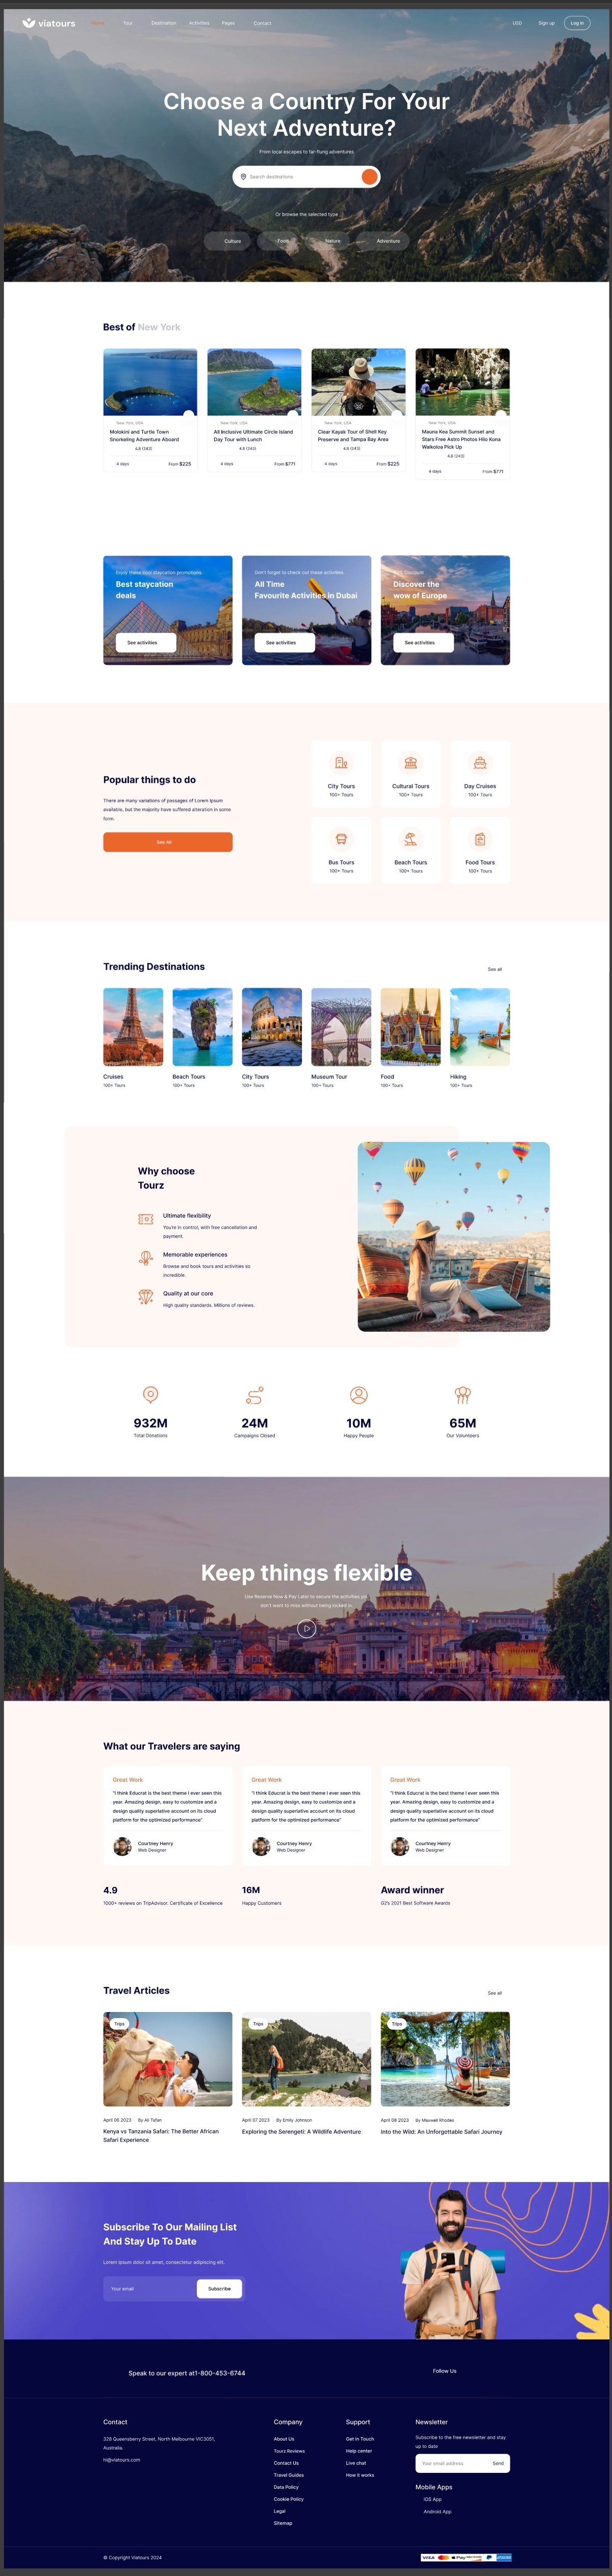 viatours
Home
Tour
Destination
Activities
Pages
Contact
USD
Sign up
Log in
Choose a Country For Your
Next Adventure?
From local escapes to far-flung adventures
Search destinations
Or browse the selected type
Culture
Food
Nature
Adventure
Best of New York
New York, USA
Molokini and Turtle Town
Snorkeling Adventure Aboard
4.8 (243)
4 days
From $225
New York, USA
All Inclusive Ultimate Circle Island
Day Tour with Lunch
4.8 (243)
4 days
From $771
New York, USA
Clear Kayak Tour of Shell Key
Preserve and Tampa Bay Area
4.8 (243)
4 days
From $225
New York, USA
Mauna Kea Summit Sunset and
Stars Free Astro Photos Hilo Kona
Waikoloa Pick Up
4.8 (243)
4 days
From $771
Enjoy these cool staycation promotions
Best staycation
deals
See activities
Don't forget to check out these activities
All Time
Favourite Activities in Dubai
See activities
Discount
Discover the
wow of Europe
See activities
Popular things to do
There are many variations of passages of Lorem Ipsum
available, but the majority have suffered alteration in some
form.
See All
City Tours
100+ Tours
Cultural Tours
100+ Tours
Day Cruises
100+ Tours
Bus Tours
100+ Tours
Beach Tours
100+ Tours
Food Tours
100+ Tours
Trending Destinations
See all
Cruises
100+ Tours
Beach Tours
100+ Tours
City Tours
100+ Tours
Museum Tour
100+ Tours
Food
100+ Tours
Hiking
100+ Tours
Why choose
Tourz
Ultimate flexibility
You're in control, with free cancellation and
payment.
Memorable experiences
Browse and book tours and activities so
incredible.
Quality at our core
High quality standards. Millions of reviews.
932M
Total Donations
24M
Campaigns Closed
10M
Happy People
65M
Our Volunteers
Keep things flexible
Use Reserve Now & Pay Later to secure the activities you
don't want to miss without being locked in.
What our Travelers are saying
Great Work
"I think Educrat is the best theme I ever seen this
year. Amazing design, easy to customize and a
design quality superlative account on its cloud
platform for the optimized performance"
Courtney Henry
Web Designer
Great Work
"I think Educrat is the best theme I ever seen this
year. Amazing design, easy to customize and a
design quality superlative account on its cloud
platform for the optimized performance"
Courtney Henry
Web Designer
Great Work
"I think Educrat is the best theme I ever seen this
year. Amazing design, easy to customize and a
design quality superlative account on its cloud
platform for the optimized performance"
Courtney Henry
Web Designer
4.9
1000+ reviews on TripAdvisor. Certificate of Excellence
16M
Happy Customers
Award winner
G2's 2021 Best Software Awards
Travel Articles
See all
Trips
April 06 2023
By Ali Tufan
Kenya vs Tanzania Safari: The Better African
Safari Experience
Trips
April 07 2023
By Emily Johnson
Exploring the Serengeti: A Wildlife Adventure
Trips
April 08 2023
By Maxwell Rhodes
Into the Wild: An Unforgettable Safari Journey
Subscribe To Our Mailing List
And Stay Up To Date
Lorem ipsum dolor sit amet, consectetur adipiscing elit.
Your email
Subscribe
Speak to our expert at1-800-453-6744
Follow Us
Contact
328 Queensberry Street, North Melbourne VIC3051,
Australia.
hi@viatours.com
Company
About Us
Tours Reviews
Contact Us
Travel Guides
Data Policy
Cookie Policy
Legal
Sitemap
Support
Get in Touch
Help center
Live chat
How it works
Newsletter
Subscribe to the free newsletter and stay
up to date
Your email address
Send
Mobile Apps
iOS App
Android App
© Copyright Viatours 2024
VISA
Pay